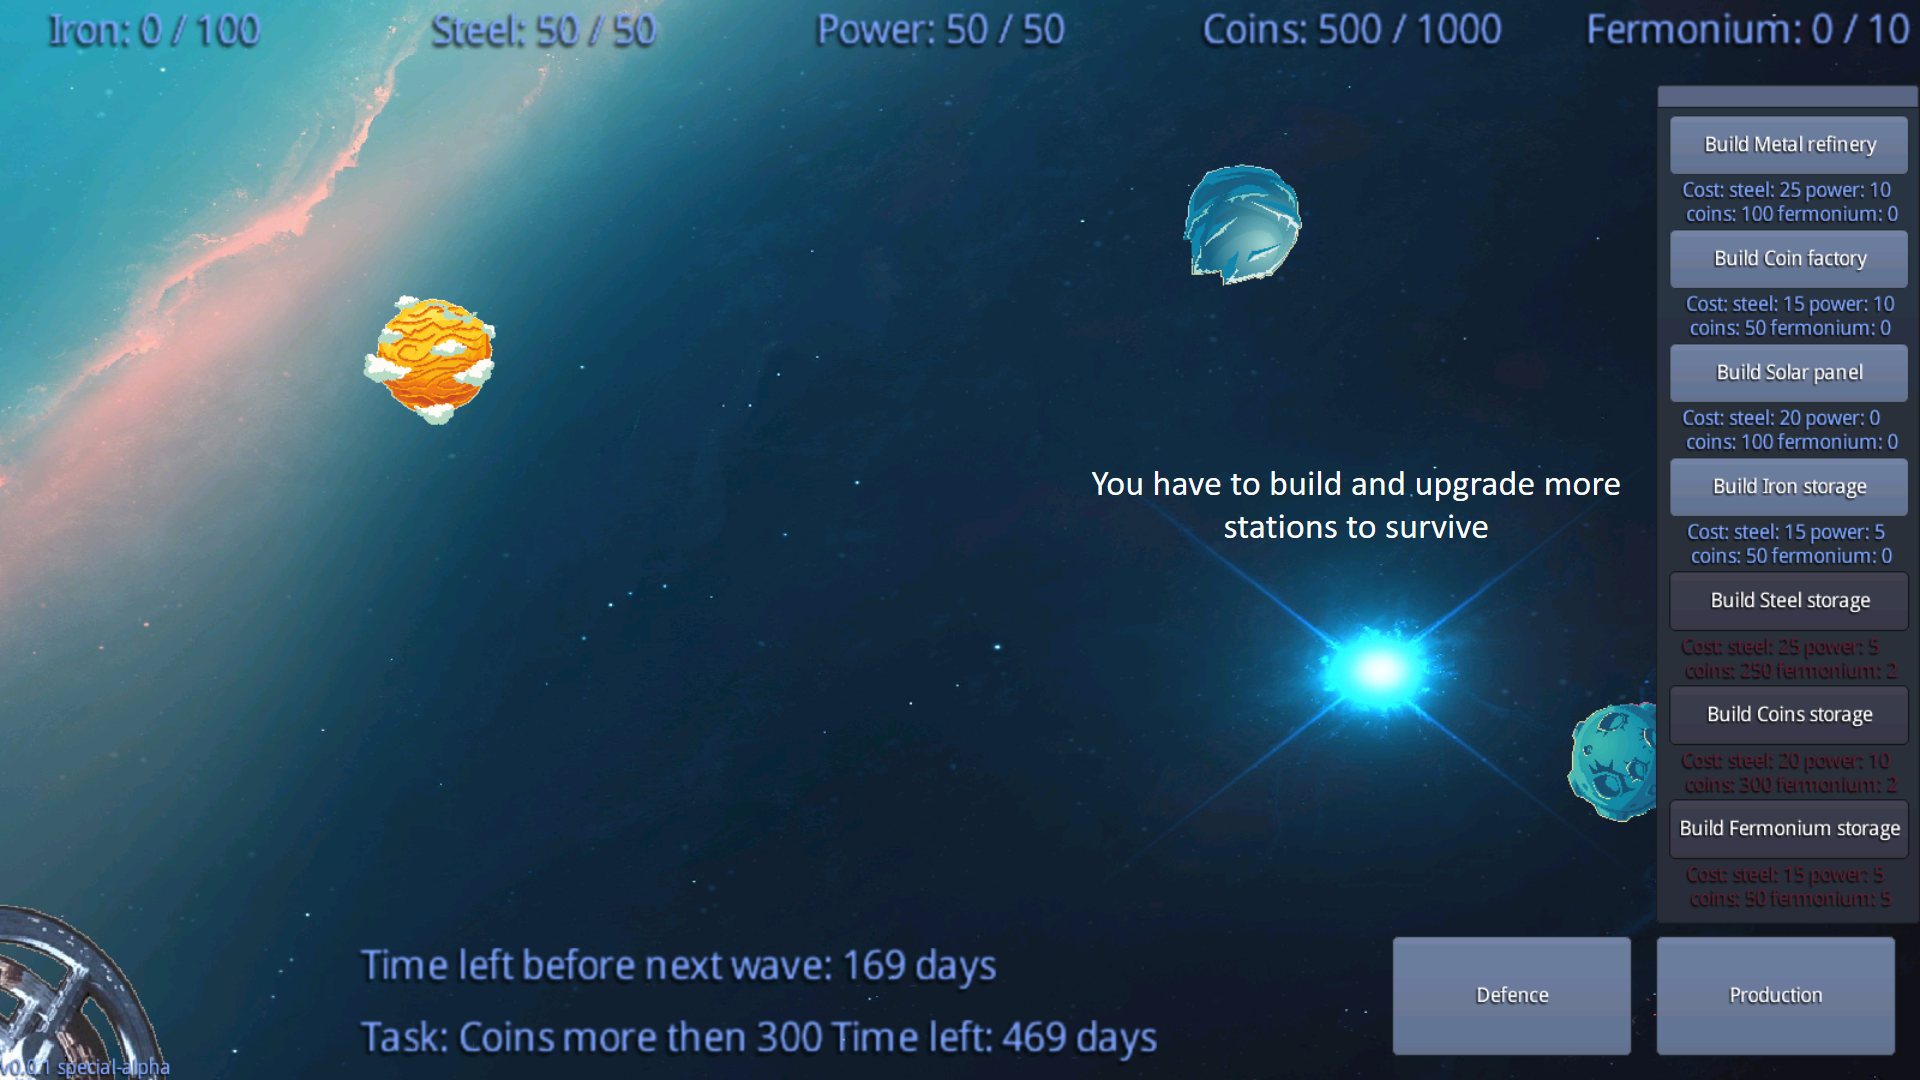 Iron: 0 / 100
Steel: 50 / 50
Power: 50 / 50
Coins: 500 / 1000
Fermonium: 0 / 10
Build Metal refinery
Cost: steel: 25 power: 10
coins: 100 fermonium: 0
Build Coin factory
Cost: steel: 15 power: 10
coins: 50 fermonium: 0
Build Solar panel
Cost: steel: 20 power: 0
coins: 100 fermonium: 0
Build Iron storage
Cost: steel: 15 power: 5
coins: 50 fermonium: 0
Build Steel storage
Cost: steel: 25 power: 5
coins: 250 fermonium: 2
Build Coins storage
Cost: steel: 20 power: 10
coins: 300 fermonium: 2
Build Fermonium storage
Cost: steel: 15 power: 5
coins: 50 fermonium: 5
You have to build and upgrade more
stations to survive
Time left before next wave: 169 days
Task: Coins more then 300 Time left: 469 days
Defence
Production
v0.0.1 special-alpha